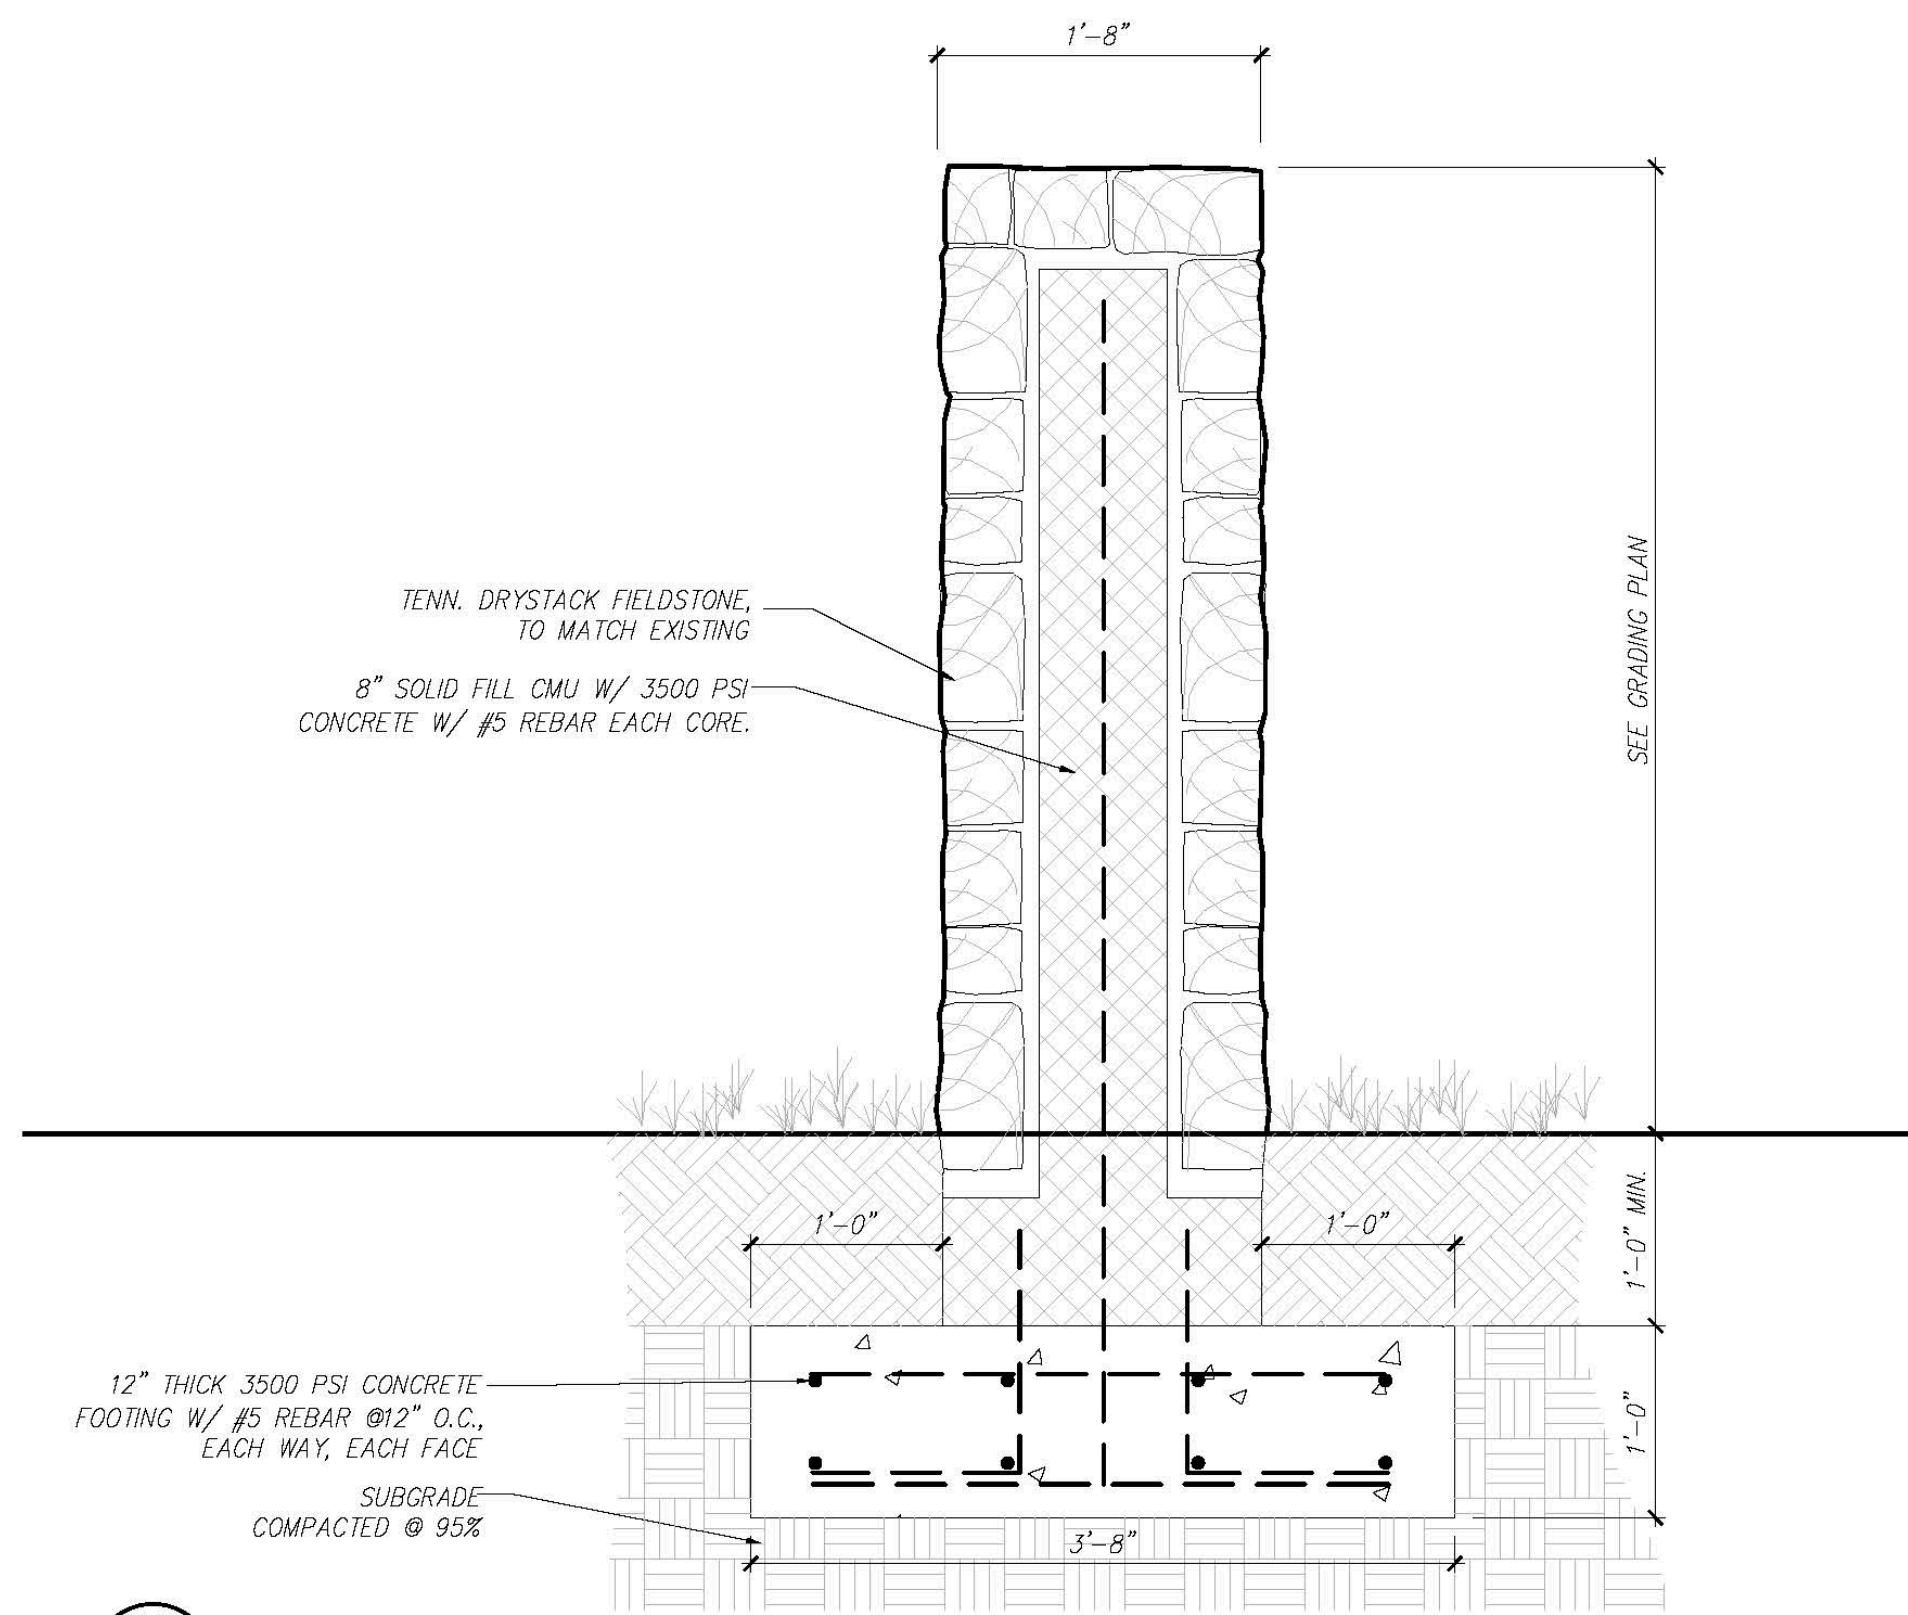 1'-8"
TENN. DRYSTACK FIELDSTONE,
TO MATCH EXISTING
8" SOLID FILL CMU W/ 3500 PSI
CONCRETE W/ #5 REBAR EACH CORE.
SEE GRADING PLAN
1'-0"
1'-0"
1'-0" MIN.
12" THICK 3500 PSI CONCRETE
FOOTING W/ #5 REBAR @12" O.C.,
EACH WAY, EACH FACE
1'-0"
SUBGRADE
COMPACTED @ 95%
3'-8"